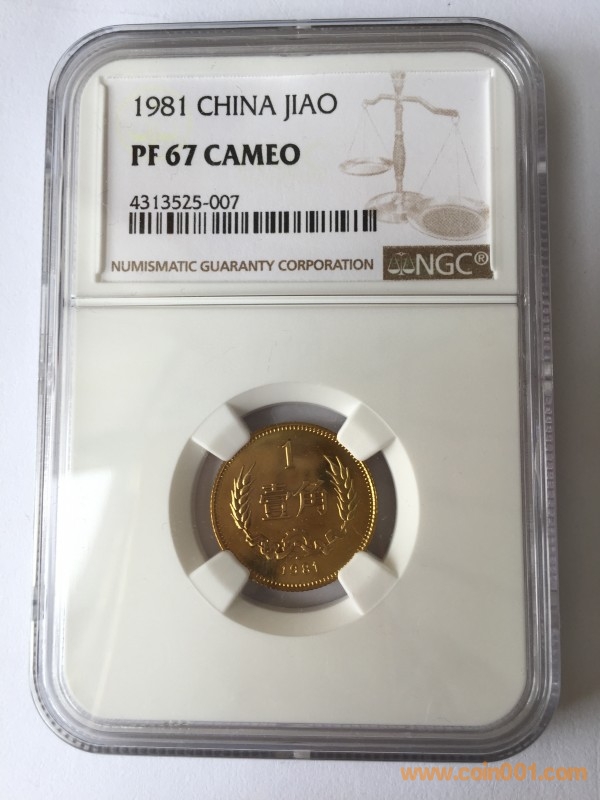 1981 CHINA JIAO
PF 67 CAMEO
4313525-007
NUMISMATIC GUARANTY CORPORATION
NGC®
1
壹角
1981
www.coin001.com